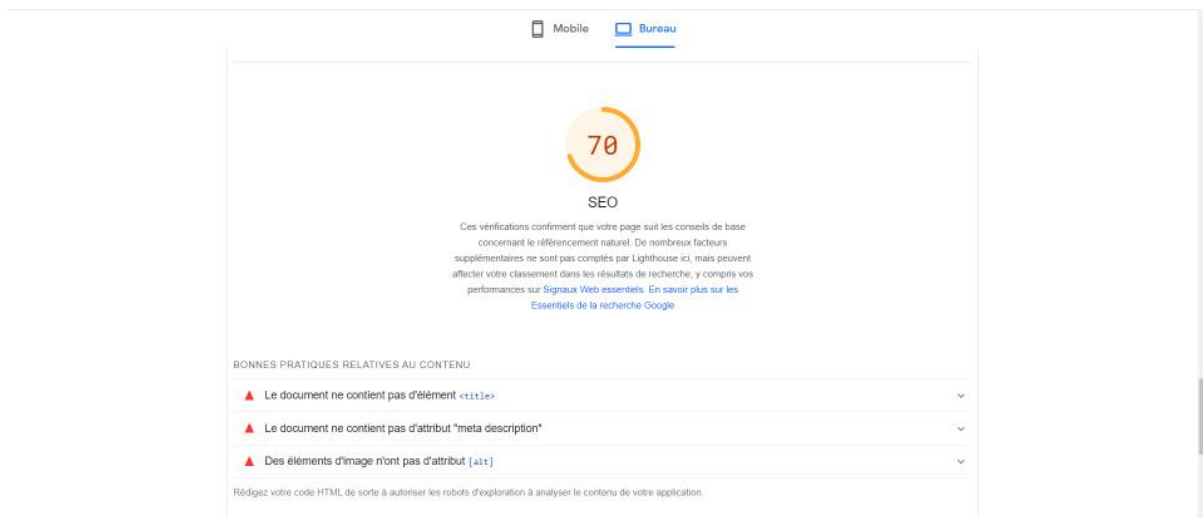 Mobile Bureau
70
SEO
Ces vérifications confirment que votre page suit les conseils de base
concernant le référencement naturel. De nombreux facteurs
supplémentaires ne sont pas comptés par Lighthouse ici, mais peuvent
affecter votre classement dans les résultats de recherche, y compris vos
performances sur Signaux Web essentiels. En savoir plus sur les
Essentiels de la recherche Google
BONNES PRATIQUES RELATIVES AU CONTENU
Le document ne contient pas d'élément <title>
Le document ne contient pas d'attribut "meta description"
Des éléments d'image n'ont pas d'attribut [alt]
Rédigez votre code HTML de sorte à autoriser les robots d'exploration à analyser le contenu de votre application.